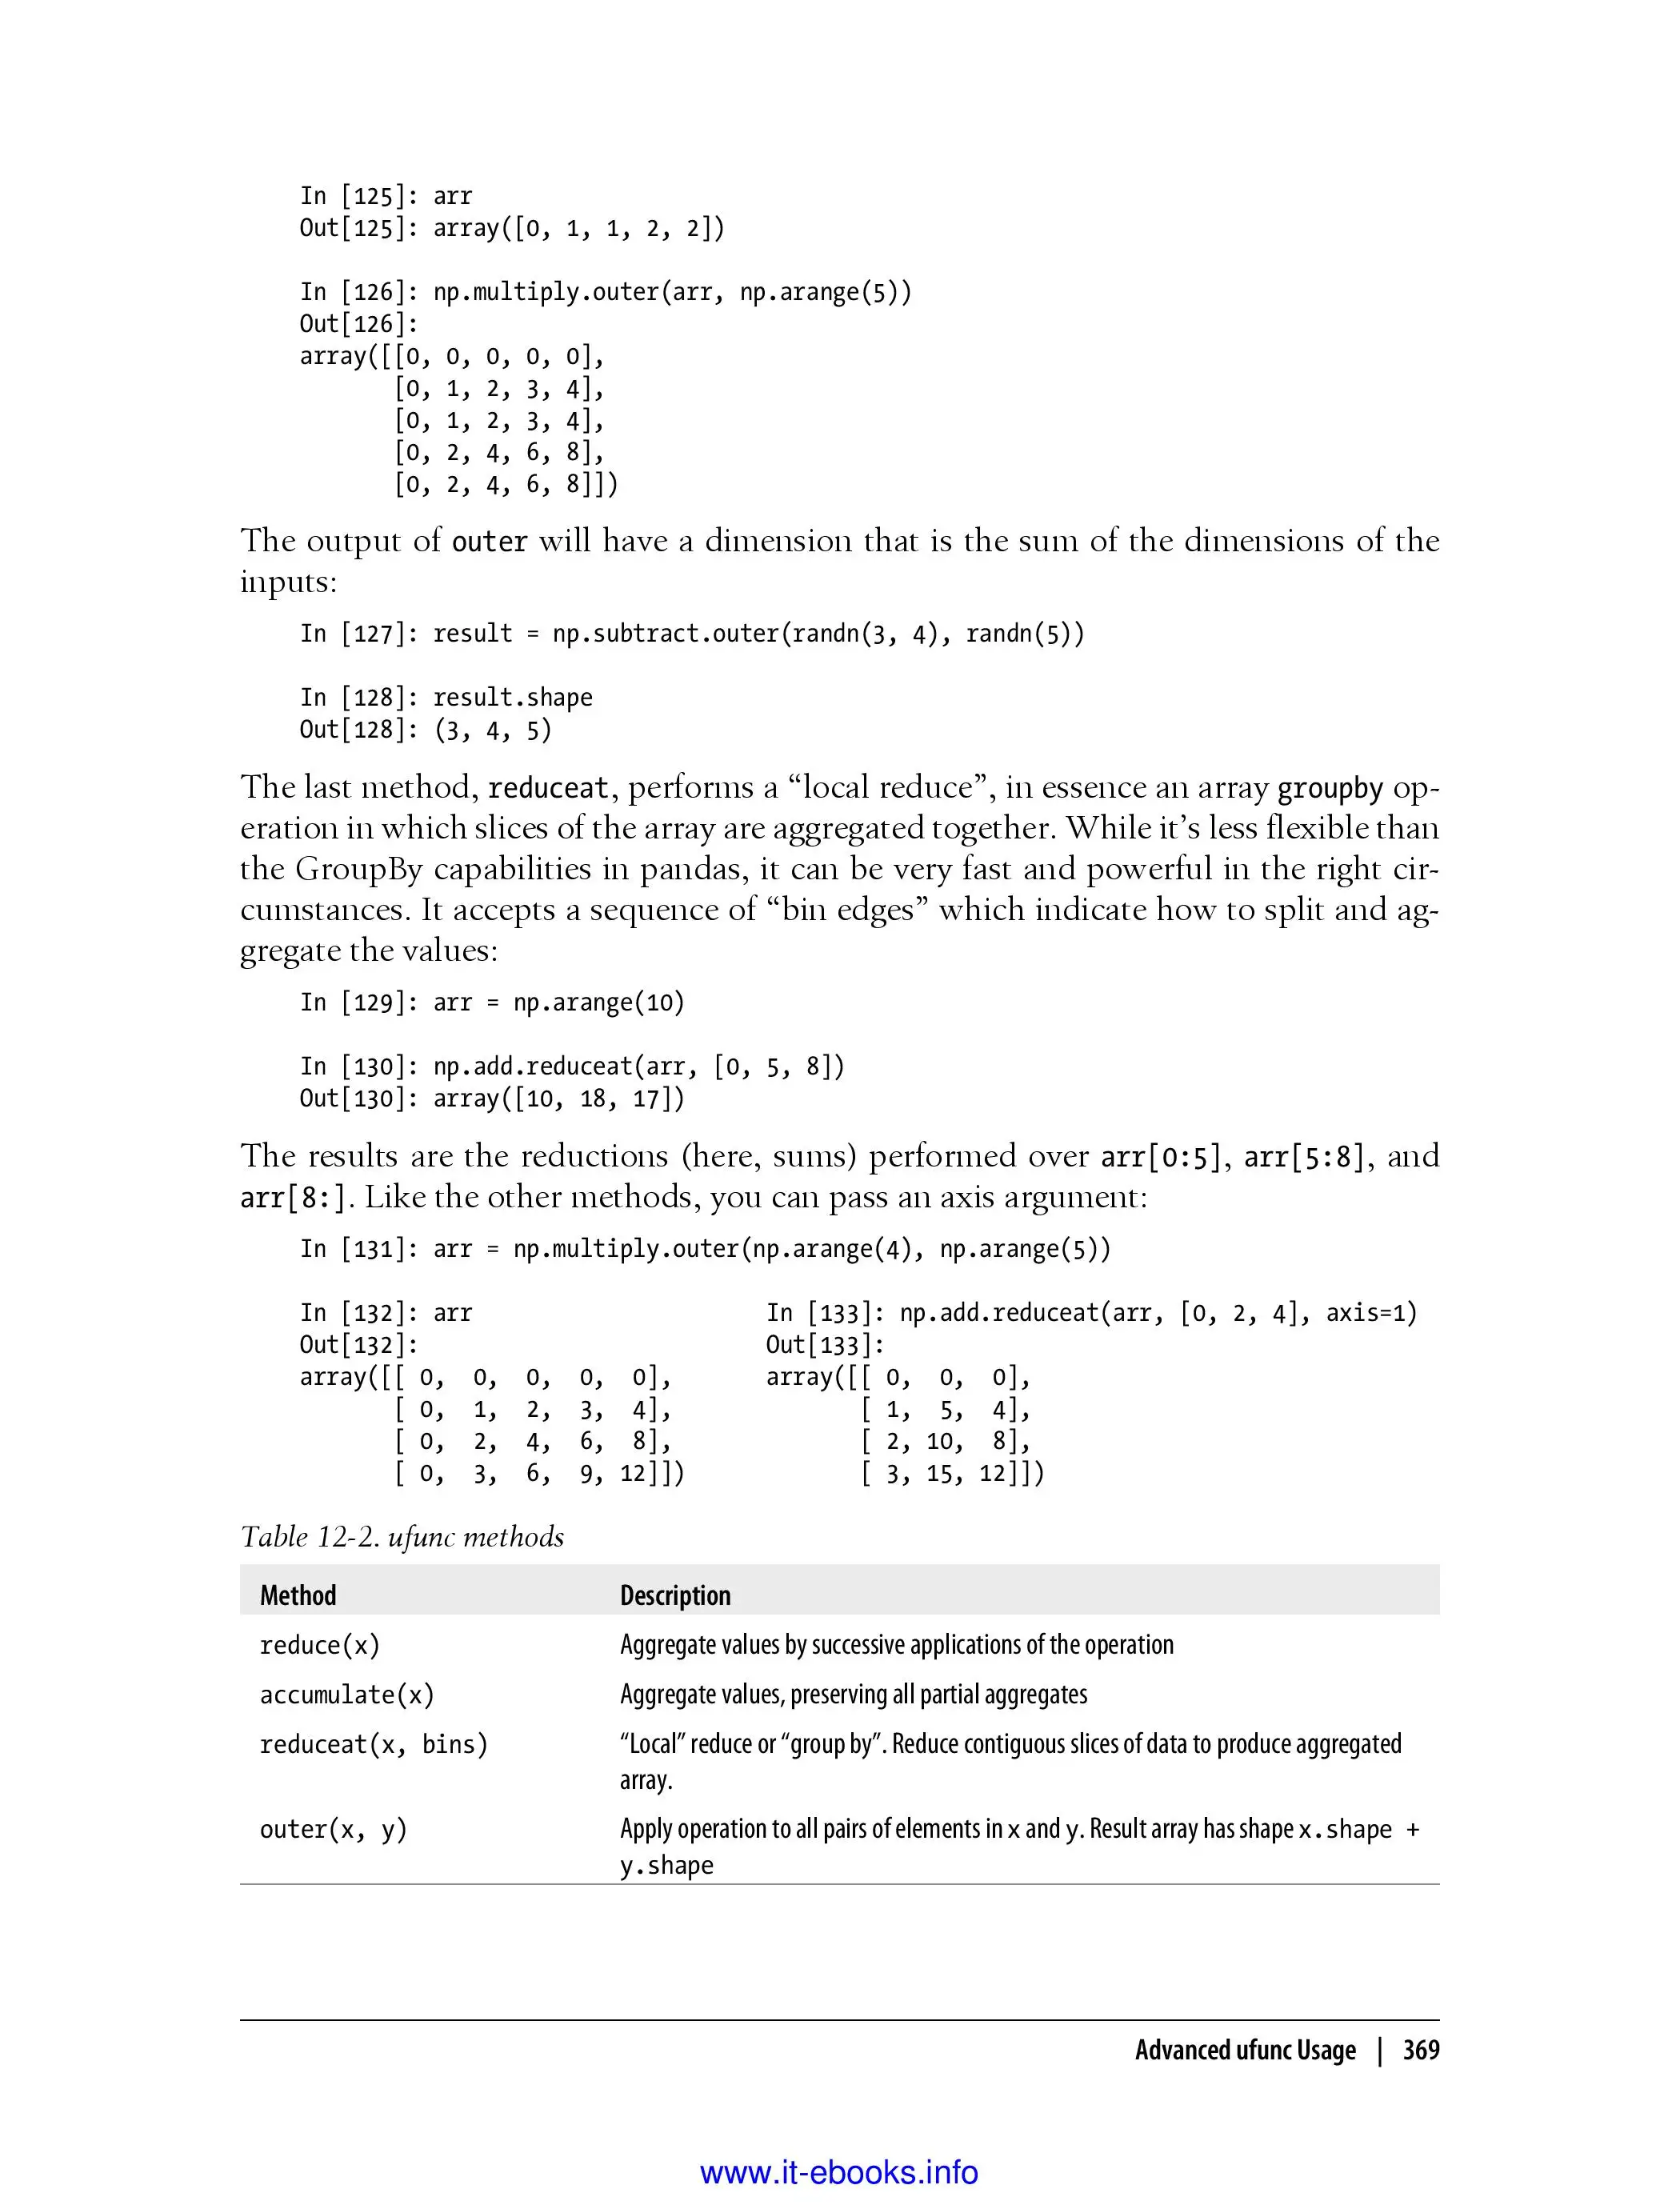 In [125]: arr
Out[125]: array([0, 1, 1, 2, 2])
In [126]: np.multiply.outer(arr, np.arange(5))
Out[126]:
array([[0, 0, 0, 0, 0],
[0, 1, 2, 3, 4],
[0, 1, 2, 3, 4],
[0, 2, 4, 6, 8],
[0, 2, 4, 6, 8]])
The output of outer will have a dimension that is the sum of the dimensions of the
inputs:
In [127]: result = np.subtract.outer(randn(3, 4), randn(5))
In [128]: result.shape
Out[128]: (3, 4, 5)
The last method, reduceat, performs a “local reduce”, in essence an array groupby op-
eration in which slices of the array are aggregated together. While it’s less flexible than
the GroupBy capabilities in pandas, it can be very fast and powerful in the right cir-
cumstances. It accepts a sequence of “bin edges” which indicate how to split and ag-
gregate the values:
In [129]: arr = np.arange(10)
In [130]: np.add.reduceat(arr, [0, 5, 8])
Out[130]: array([10, 18, 17])
The results are the reductions (here, sums) performed over arr[0:5], arr[5:8], and
arr[8:]. Like the other methods, you can pass an axis argument:
In [131]: arr = np.multiply.outer(np.arange(4), np.arange(5))
In [132]: arr In [133]: np.add.reduceat(arr, [0, 2, 4], axis=1)
Out[132]: Out[133]:
array([[ 0, 0, 0, 0, 0], array([[ 0, 0, 0],
[ 0, 1, 2, 3, 4], [ 1, 5, 4],
[ 0, 2, 4, 6, 8], [ 2, 10, 8],
[ 0, 3, 6, 9, 12]]) [ 3, 15, 12]])
Table 12-2. ufunc methods
Method Description
reduce(x) Aggregate values by successive applications of the operation
accumulate(x) Aggregate values, preserving all partial aggregates
reduceat(x, bins) “Local” reduce or “group by”. Reduce contiguous slices of data to produce aggregated
array.
outer(x, y) Apply operation to all pairs of elements in x and y. Result array has shape x.shape +
y.shape
Advanced ufunc Usage | 369
www.it-ebooks.info